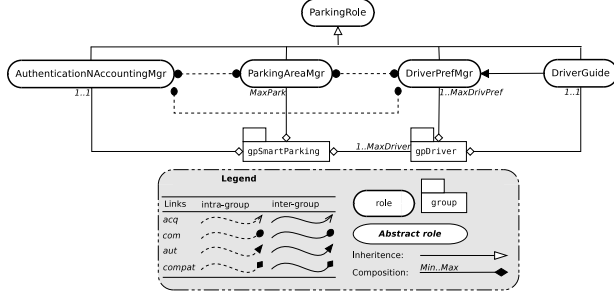 ParkingRole
AuthenticationNAccountingMgr
ParkingAreaMgr
DriverPrefMgr
DriverGuide
1..1
MaxPark
1..MaxDrivPref
1..1
gpSmartParking
1..MaxDriver
gpDriver
Legend
Links intra-group inter-group
acq
com
aut
compat
role
group
Abstract role
Inheritence:
Composition: Min..Max